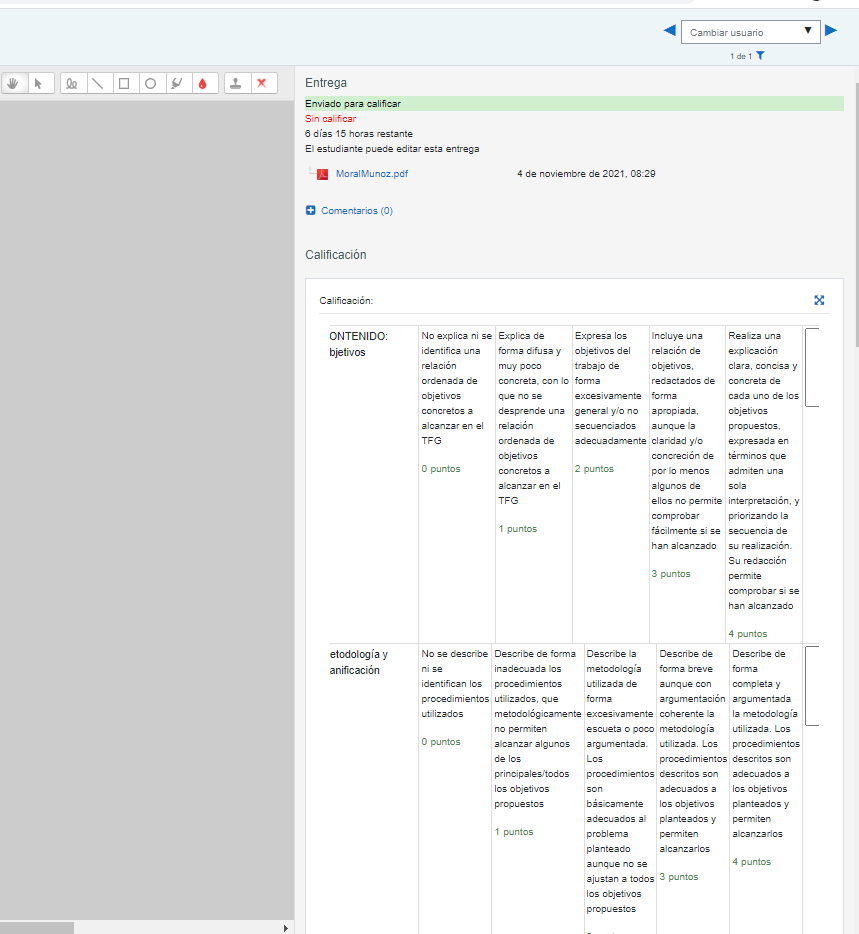 Cambiar usuario
1 de 1
Entrega
Enviado para calificar
Sin calificar
6 días 15 horas restante
El estudiante puede editar esta entrega
MoralMunoz.pdf 4 de noviembre de 2021, 08:29
Comentarios (0)
Calificación
Calificación:
ONTENIDO:
bjetivos
No explica ni se
identifica una
relación
ordenada de
objetivos
concretos a
alcanzar en el
TFG
0 puntos
Explica de
forma difusa y
muy poco
concreta, con lo
que no se
desprende una
relación
ordenada de
objetivos
concretos a
alcanzar en el
TFG
1 puntos
Expresa los
objetivos del
trabajo de
forma
excesivamente
general y/o no
secuenciados
adecuadamente
2 puntos
Incluye una
relación de
objetivos,
redactados de
forma
apropiada,
aunque la
claridad y/o
concreción de
por lo menos
algunos de
ellos no permite
comprobar
fácilmente si se
han alcanzado
3 puntos
Realiza una
explicación
clara, concisa y
concreta de
cada uno de los
objetivos
propuestos,
expresada en
términos que
admiten una
sola
interpretación, y
priorizando la
secuencia de
su realización.
Su redacción
permite
comprobar si se
han alcanzado
4 puntos
etodología y
anificación
No se describe
ni se
identifican los
procedimientos
utilizados
0 puntos
Describe de forma
inadecuada los
procedimientos
utilizados, que
metodológicamente
no permiten
alcanzar algunos
de los
principales/todos
los objetivos
propuestos
1 puntos
Describe la
metodología
utilizada de
forma
excesivamente
escueta o poco
argumentada.
Los
procedimientos
son
básicamente
adecuados al
problema
planteado
aunque no se
ajustan a todos
los objetivos
propuestos
Describe de
forma breve
aunque con
argumentación
coherente la
metodología
utilizada. Los
procedimientos
descritos son
adecuados a
los objetivos
planteados y
permiten
alcanzarlos
3 puntos
Describe de
forma
completa y
argumentada
la metodología
utilizada. Los
procedimientos
descritos son
adecuados a
los objetivos
planteados y
permiten
alcanzarlos
4 puntos